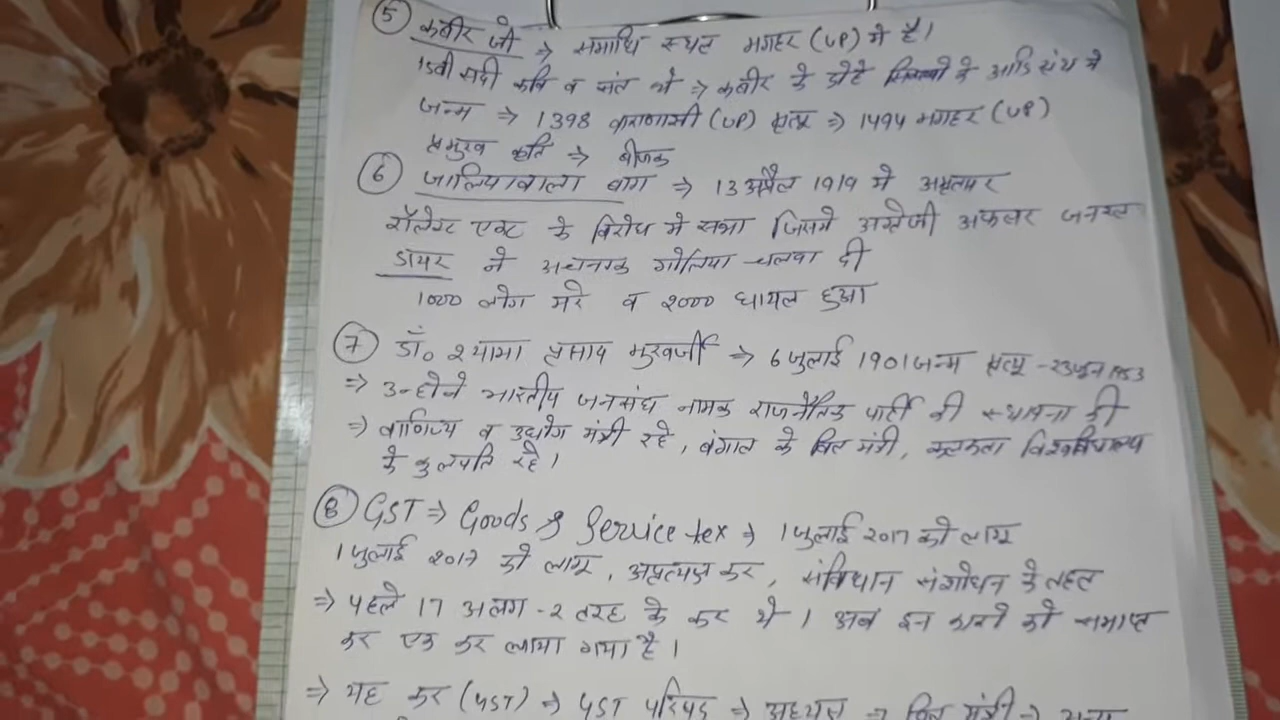 ⑤ कबीर जी ⇒ समाधि स्थल मगहर (UP) मे है।
15वी सदी कवि व संत थे ⇒ कबीर के दोहे सिक्खो के आदि ग्रंथ मे
जन्म ⇒ 1398 वाराणासी (UP) मृत्यु ⇒ 1494 मगहर (UP)
प्रमुख कृति ⇒ बीजक
⑥ जालियावाला बाग ⇒ 13 अप्रैल 1919 मे अमृतसर
रॉलेट एक्ट के विरोध मे सभा जिसमे अंग्रेजी अफसर जनरल
डायर ने अचानक गोलिया चलवा दी
1000 लोग मरे व 2000 घायल हुआ
⑦ डॉ० श्यामा प्रसाद मुखर्जी ⇒ 6 जुलाई 1901 जन्म मृत्यु - 23 जून 1953
⇒ उन्होने भारतीय जनसंघ नामक राजनैतिक पार्टी की स्थापना की
⇒ वाणिज्य व उद्योग मंत्री रहे, बंगाल के वित मंत्री, कलकता विश्वविघालय
के कुलपति रहे।
⑧ GST ⇒ Goods & Service tex ⇒ 1 जुलाई 2017 को लागू
1 जुलाई 2017 को लागू, अप्रत्यक्ष कर, संविधान संशोधन के तहत
⇒ पहले 17 अलग-2 तरह के कर थे। अब इन करो को समाप्त
कर एक कर लाया गया है।
⇒ यह कर (GST) ⇒ GST परिषद ⇒ अध्यक्ष ⇒ वित मंत्री ⇒